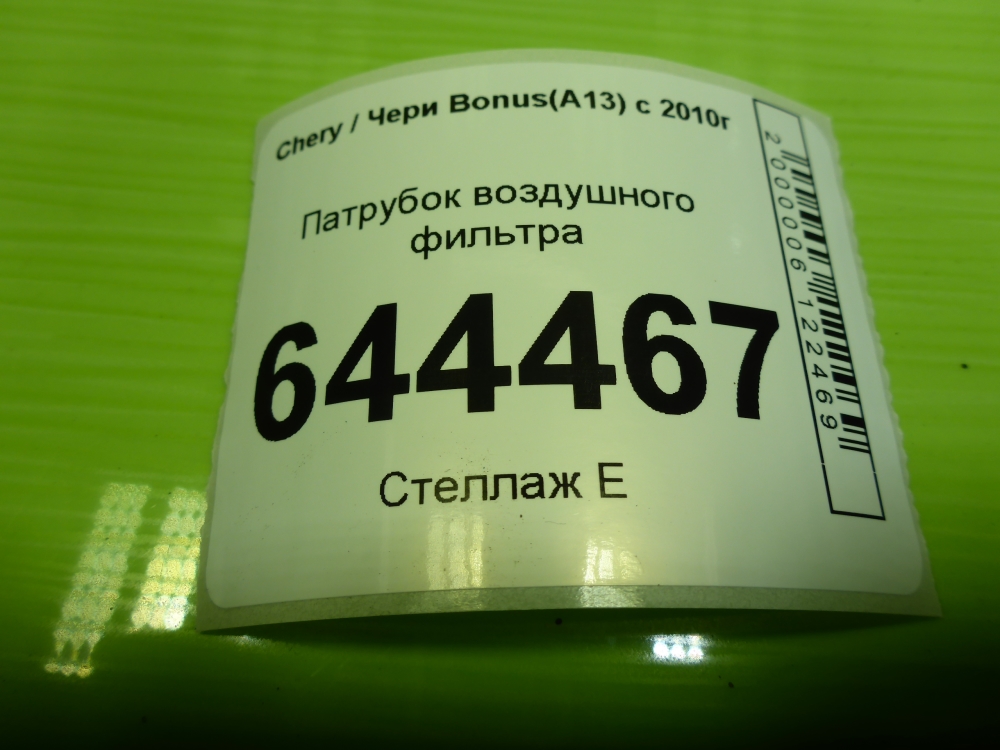 Chery / Чери Bonus(A13) с 2010г
Патрубок воздушного
фильтра
644467
Стеллаж Е
2000006122469